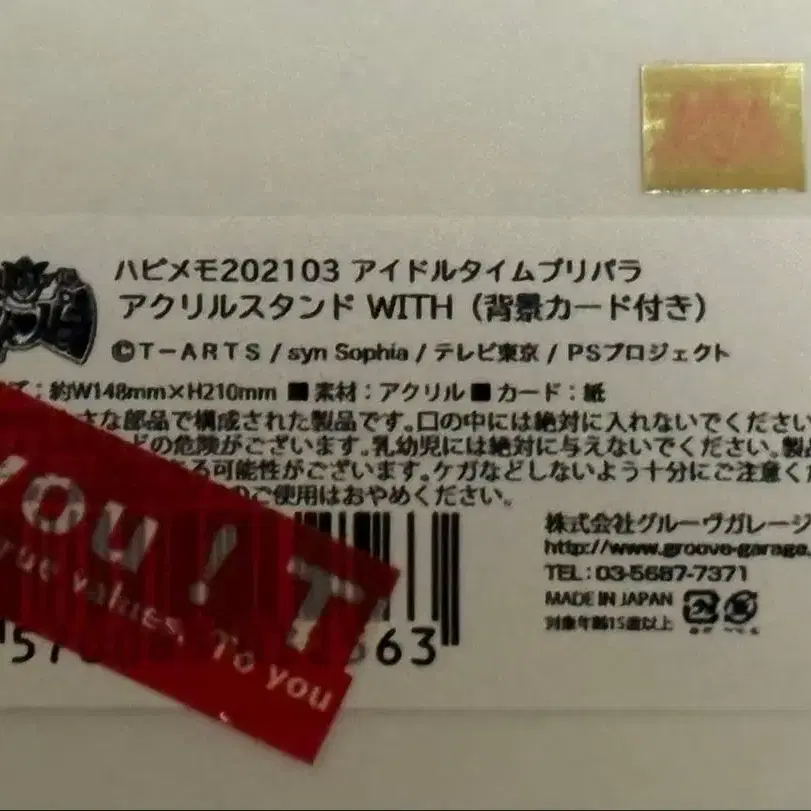 ハピメモ202103 アイドルタイムプリパラ
アクリルスタンド WITH（背景カード付き）
©T-ARTS / syn Sophia / テレビ東京 / PSプロジェクト
約W148mm×H210mm ■素材：アクリル■カード：紙
さな部品で構成された製品です。口の中には絶対に入れないでください
の危険がございます。乳幼児には絶対に与えないでください。製品
可能性がございます。ケガなどしないよう十分にご注意く
のご使用はおやめください。
you! T
true values. To you
株式会社グルーヴガレージ
http://www.groove-garage.
TEL：03-5687-7371
MADE IN JAPAN
対象年齢15歳以上
57 363